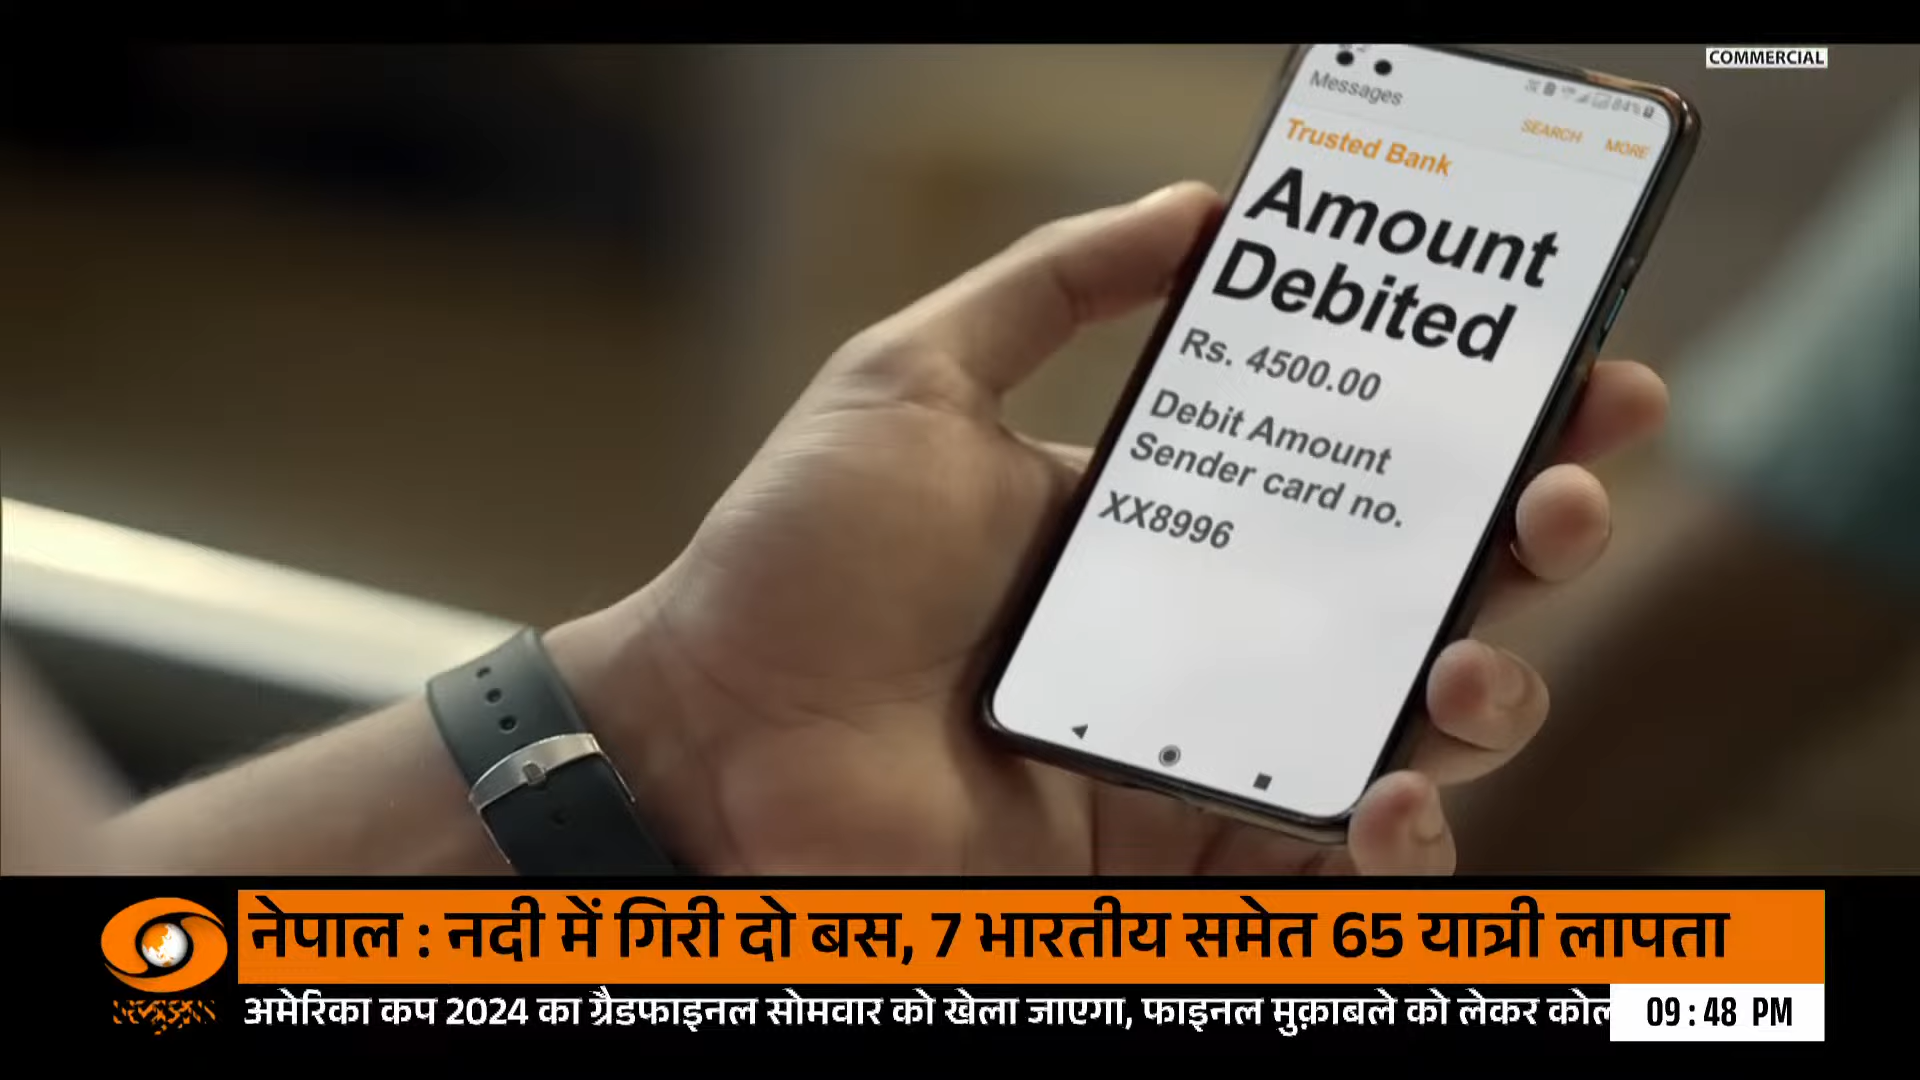 COMMERCIAL
Messages
84%
SEARCH MORE
Trusted Bank
Amount
Debited
Rs. 4500.00
Debit Amount
Sender card no.
XX8996
नेपाल : नदी में गिरी दो बस, 7 भारतीय समेत 65 यात्री लापता
अमेरिका कप 2024 का ग्रैंडफाइनल सोमवार को खेला जाएगा, फाइनल मुक़ाबले को लेकर
09 : 48 PM